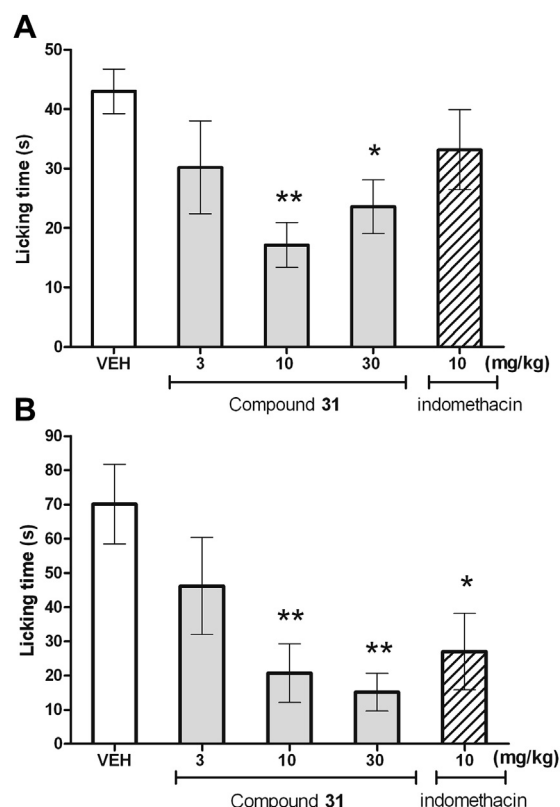 A
50
40
30
20
10
0
Licking time (s)
**
*
VEH 3 10 30 10 (mg/kg)
Compound 31 indomethacin
B
90
80
70
60
50
40
30
20
10
0
Licking time (s)
** ** *
VEH 3 10 30 10 (mg/kg)
Compound 31 indomethacin